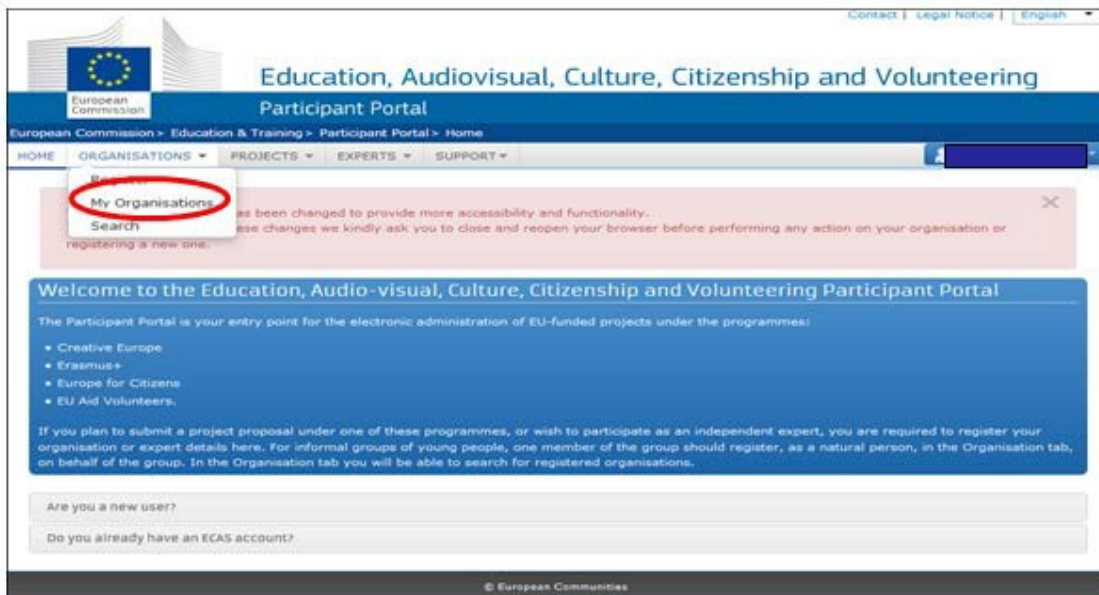 Contact | Legal Notice | English
Education, Audiovisual, Culture, Citizenship and Volunteering
European
Commission
Participant Portal
European Commission > Education & Training > Participant Portal > Home
HOME ORGANISATIONS PROJECTS EXPERTS SUPPORT
Register
My Organisations
as been changed to provide more accessibility and functionality.
Search
ese changes we kindly ask you to close and reopen your browser before performing any action on your organisation or
registering a new one.
Welcome to the Education, Audio-visual, Culture, Citizenship and Volunteering Participant Portal
The Participant Portal is your entry point for the electronic administration of EU-funded projects under the programmes:
• Creative Europe
• Erasmus+
• Europe for Citizens
• EU Aid Volunteers.
If you plan to submit a project proposal under one of these programmes, or wish to participate as an independent expert, you are required to register your
organisation or expert details here. For informal groups of young people, one member of the group should register, as a natural person, in the Organisation tab,
on behalf of the group. In the Organisation tab you will be able to search for registered organisations.
Are you a new user?
Do you already have an ECAS account?
© European Communities